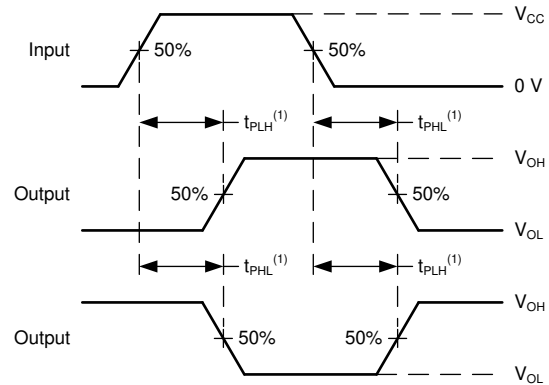 V_CC
Input 50% 50%
0 V
t_PLH^(1) t_PHL^(1)
V_OH
Output 50% 50%
V_OL
t_PHL^(1) t_PLH^(1)
V_OH
Output 50% 50%
V_OL